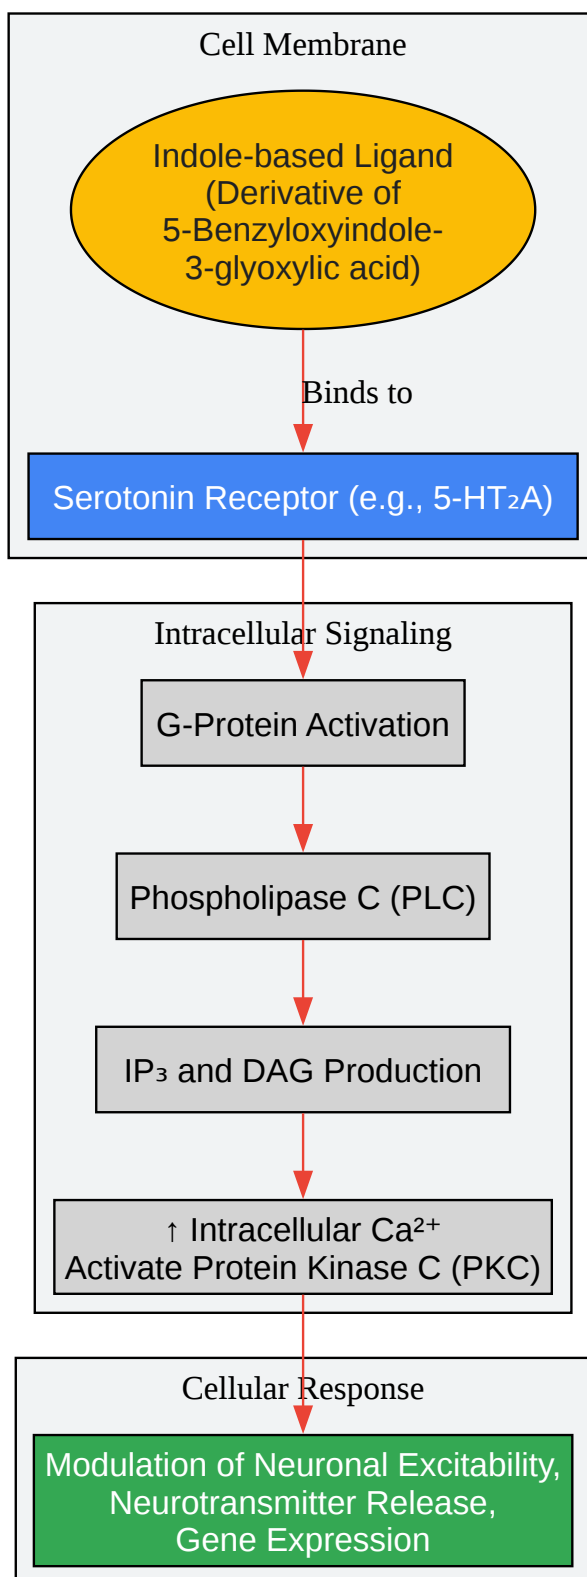 Cell Membrane
Indole-based Ligand
(Derivative of
5-Benzyloxyindole-
3-glyoxylic acid)
Binds to
Serotonin Receptor (e.g., 5-HT₂A)
Intracellular Signaling
G-Protein Activation
Phospholipase C (PLC)
IP₃ and DAG Production
↑ Intracellular Ca²⁺
Activate Protein Kinase C (PKC)
Cellular Response
Modulation of Neuronal Excitability,
Neurotransmitter Release,
Gene Expression